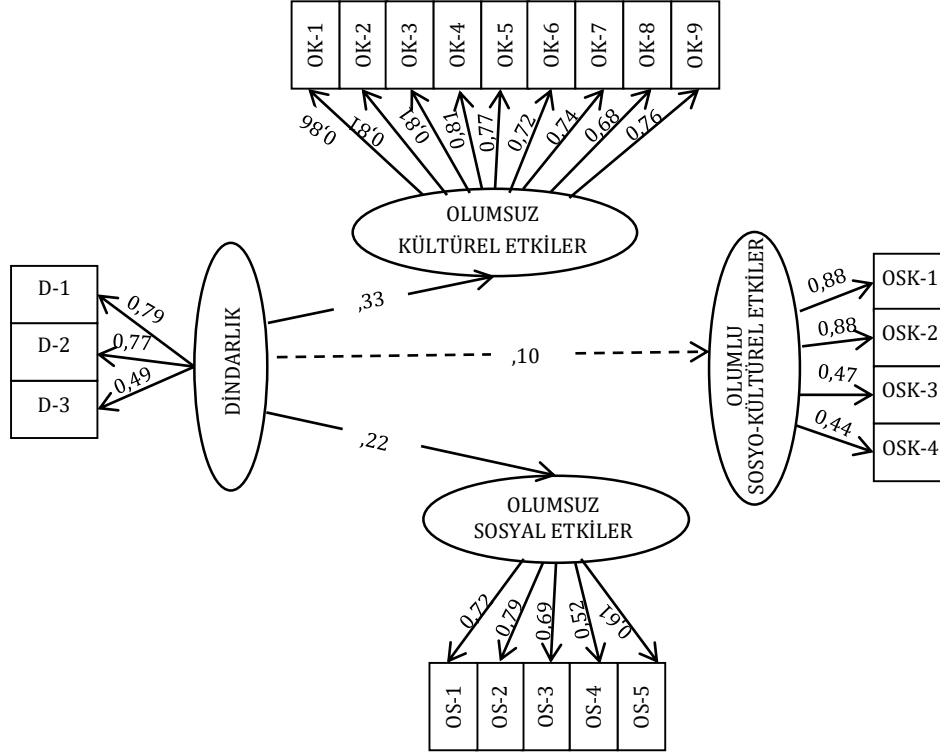 OK-1
OK-2
OK-3
OK-4
OK-5
OK-6
OK-7
OK-8
OK-9
0,86
0,81
0,81
0,81
0,77
0,72
0,74
0,68
0,76
OLUMSUZ
KÜLTÜREL ETKİLER
D-1
D-2
D-3
0,79
0,77
0,49
DİNDARLIK
,33
,10
,22
OLUMLU
SOSYO-KÜLTÜREL ETKİLER
0,88
0,88
0,47
0,44
OSK-1
OSK-2
OSK-3
OSK-4
OLUMSUZ
SOSYAL ETKİLER
0,72
0,79
0,69
0,52
0,61
OS-1
OS-2
OS-3
OS-4
OS-5